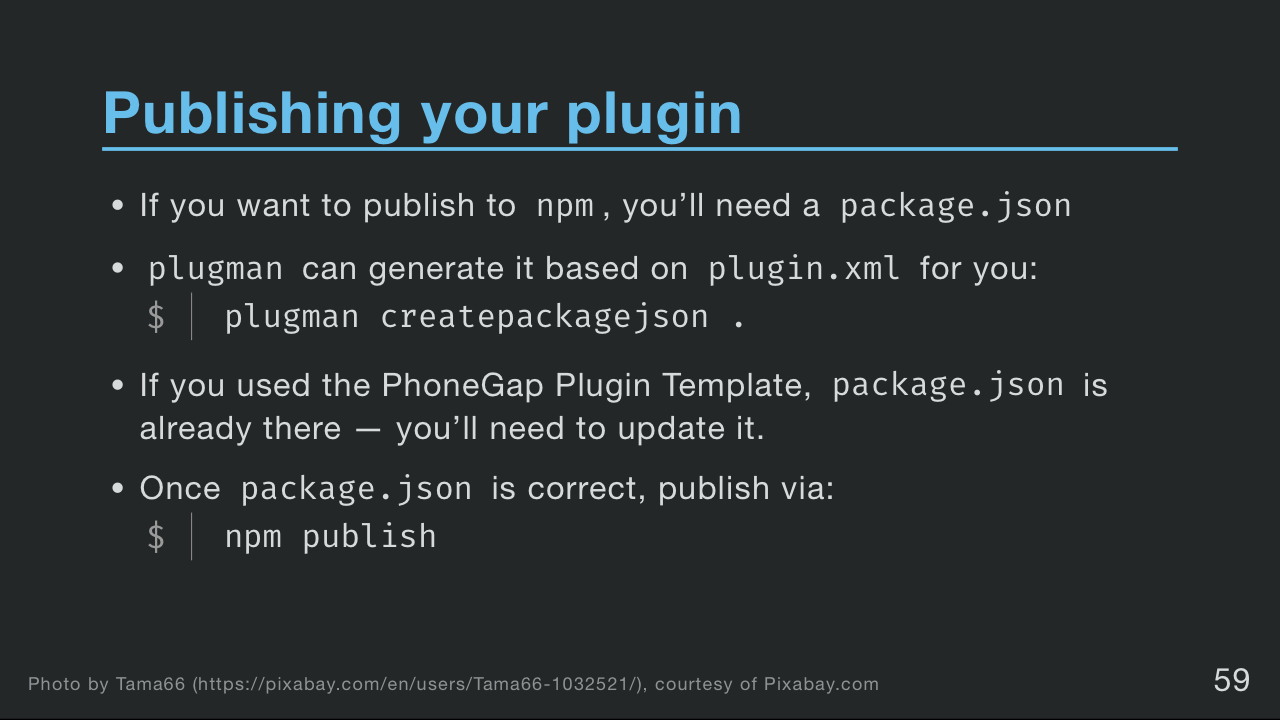 Publishing your plugin
• If you want to publish to npm, you’ll need a package.json
• plugman can generate it based on plugin.xml for you:
$ plugman createpackagejson .
• If you used the PhoneGap Plugin Template, package.json is
already there — you’ll need to update it.
• Once package.json is correct, publish via:
$ npm publish
Photo by Tama66 (https://pixabay.com/en/users/Tama66-1032521/), courtesy of Pixabay.com
59